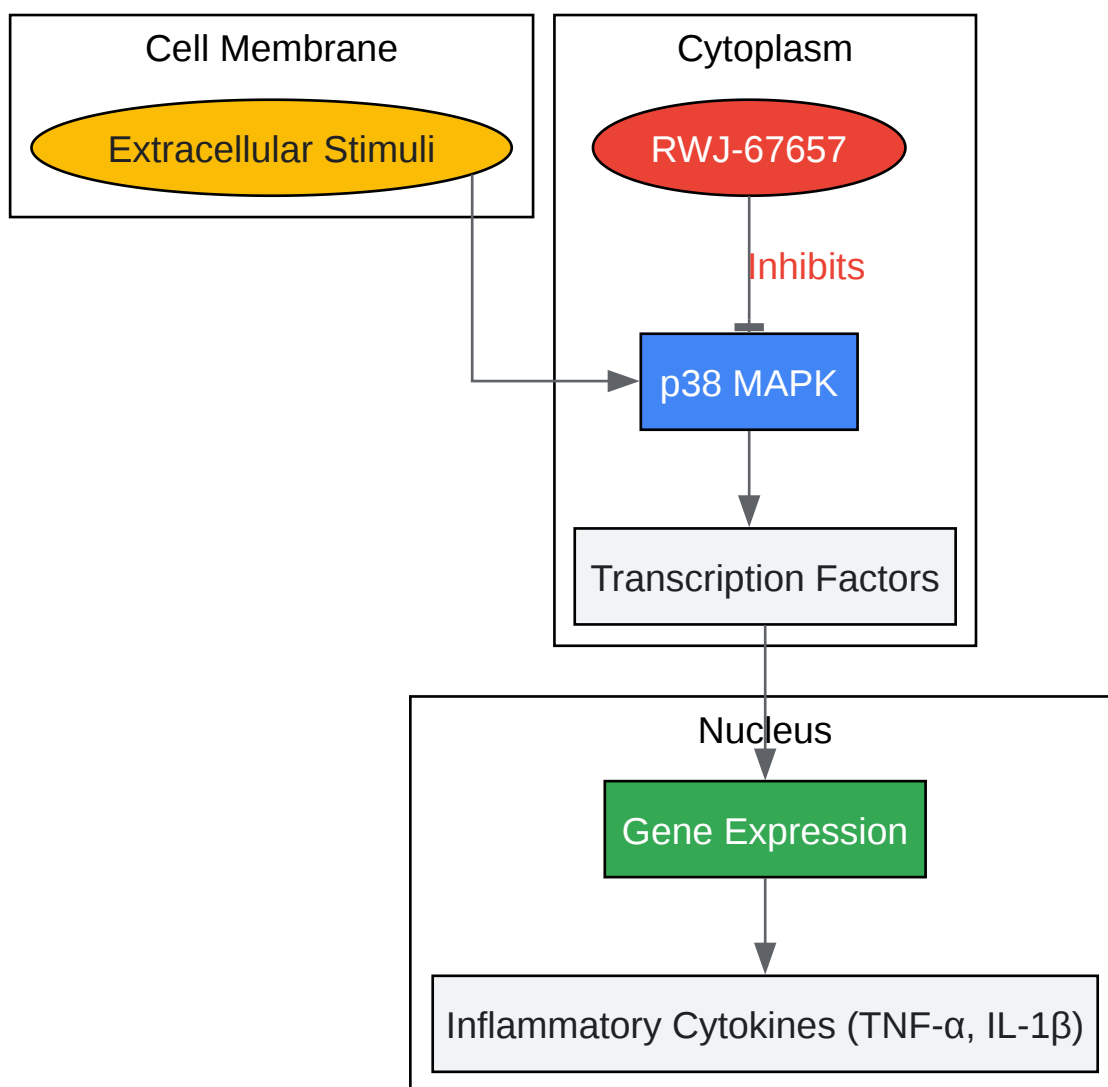 Cell Membrane
Extracellular Stimuli
Cytoplasm
RWJ-67657
Inhibits
p38 MAPK
Transcription Factors
Nucleus
Gene Expression
Inflammatory Cytokines (TNF-α, IL-1β)